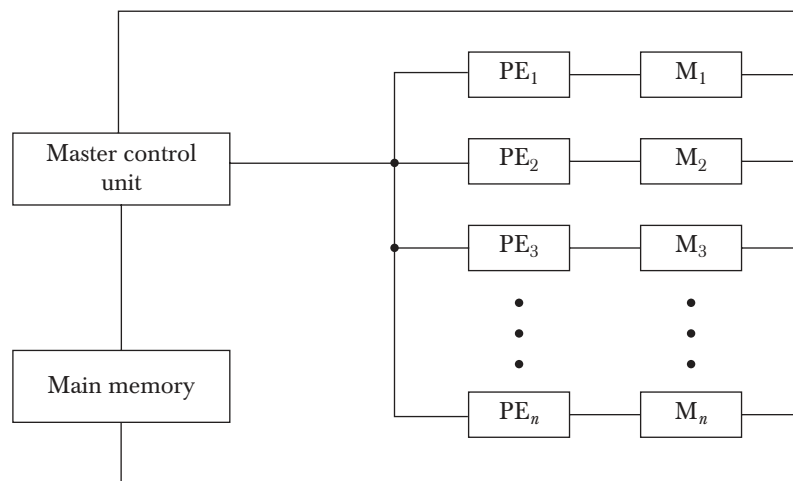 PE₁ M₁
Master control
unit
PE₂ M₂
PE₃ M₃
Main memory
PEₙ Mₙ